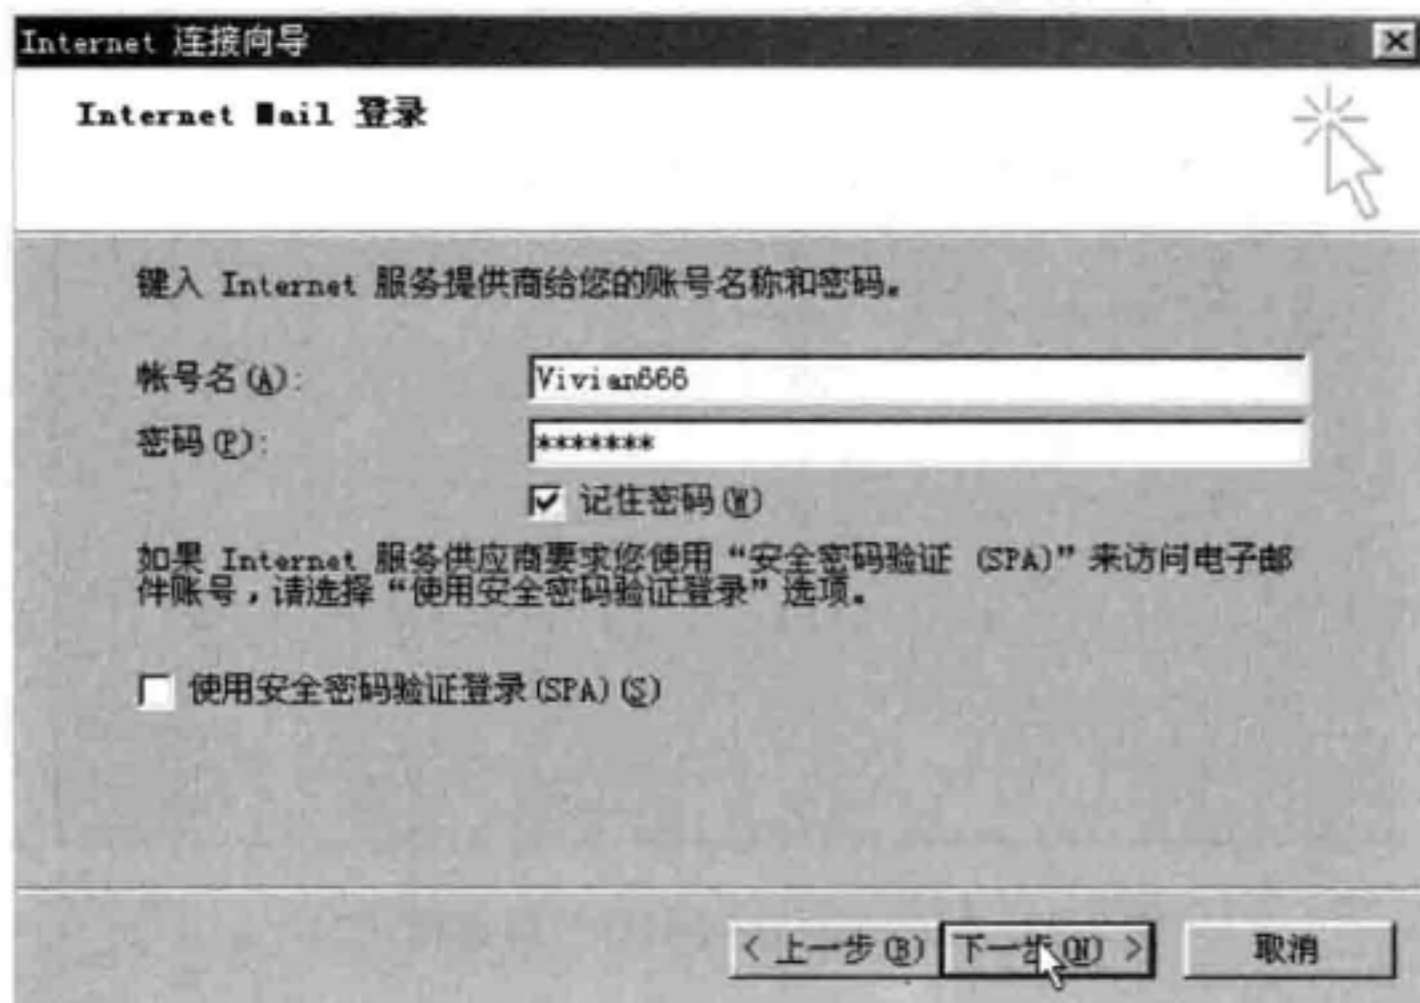 Internet 连接向导
Internet Mail 登录
键入 Internet 服务提供商给您的账号名称和密码。
帐号名(A):
Vivian666
密码(P):
*******
记住密码(W)
如果 Internet 服务供应商要求您使用“安全密码验证 (SPA)”来访问电子邮
件账号，请选择“使用安全密码验证登录”选项。
使用安全密码验证登录(SPA)(S)
< 上一步(B)
下一步(N) >
取消